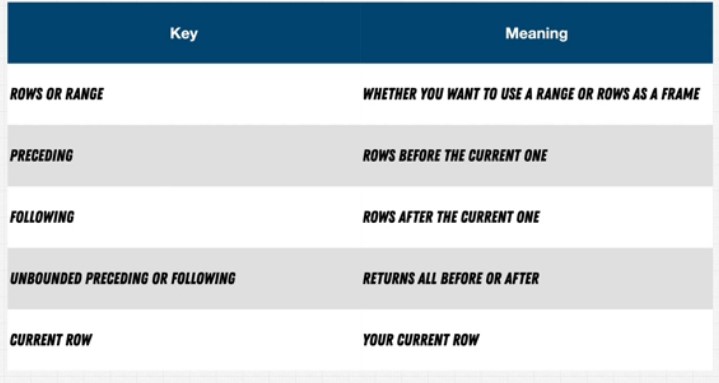 Key Meaning
ROWS OR RANGE WHETHER YOU WANT TO USE A RANGE OR ROWS AS A FRAME
PRECEDING ROWS BEFORE THE CURRENT ONE
FOLLOWING ROWS AFTER THE CURRENT ONE
UNBOUNDED PRECEDING OR FOLLOWING RETURNS ALL BEFORE OR AFTER
CURRENT ROW YOUR CURRENT ROW